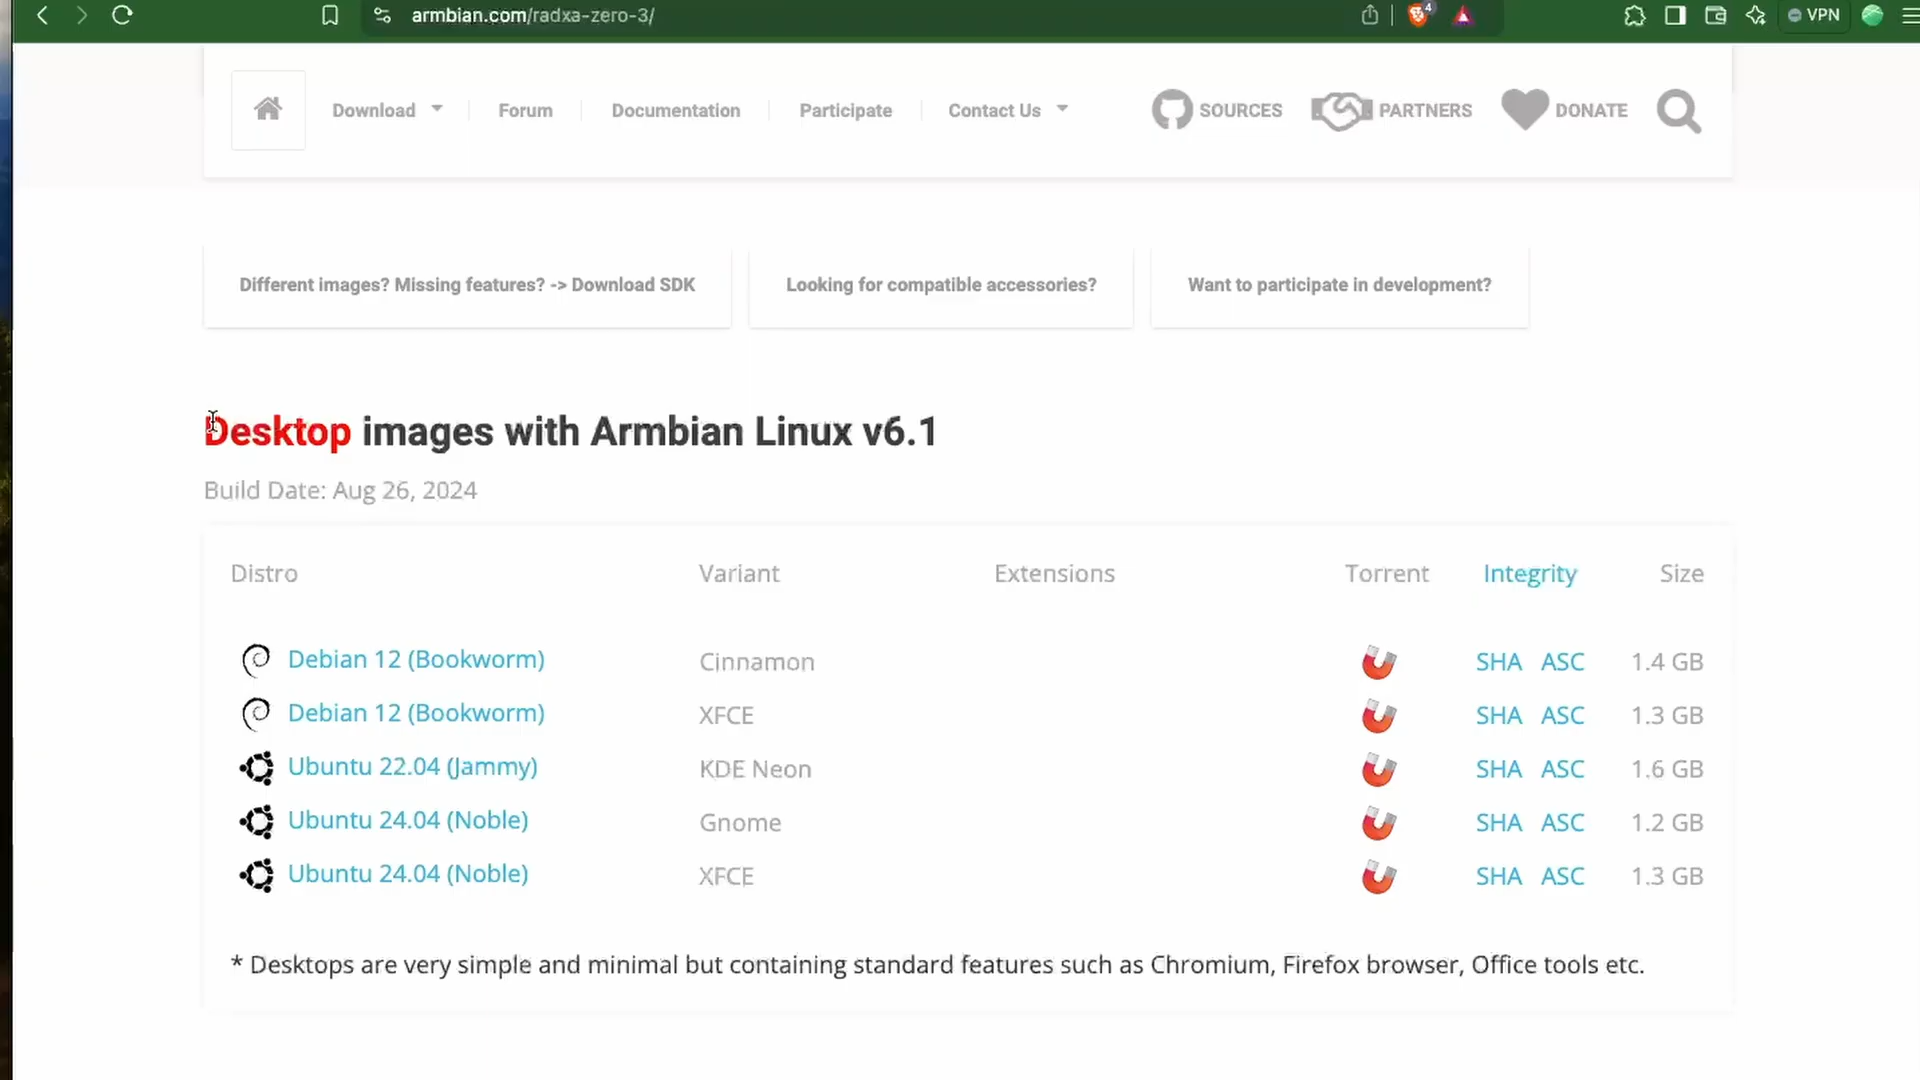 armbian.com/radxa-zero-3/
4
VPN
Download
Forum
Documentation
Participate
Contact Us
SOURCES
PARTNERS
DONATE
Different images? Missing features? -> Download SDK
Looking for compatible accessories?
Want to participate in development?
Desktop images with Armbian Linux v6.1
Build Date: Aug 26, 2024
Distro Variant Extensions Torrent Integrity Size
Debian 12 (Bookworm) Cinnamon SHA ASC 1.4 GB
Debian 12 (Bookworm) XFCE SHA ASC 1.3 GB
Ubuntu 22.04 (Jammy) KDE Neon SHA ASC 1.6 GB
Ubuntu 24.04 (Noble) Gnome SHA ASC 1.2 GB
Ubuntu 24.04 (Noble) XFCE SHA ASC 1.3 GB
* Desktops are very simple and minimal but containing standard features such as Chromium, Firefox browser, Office tools etc.